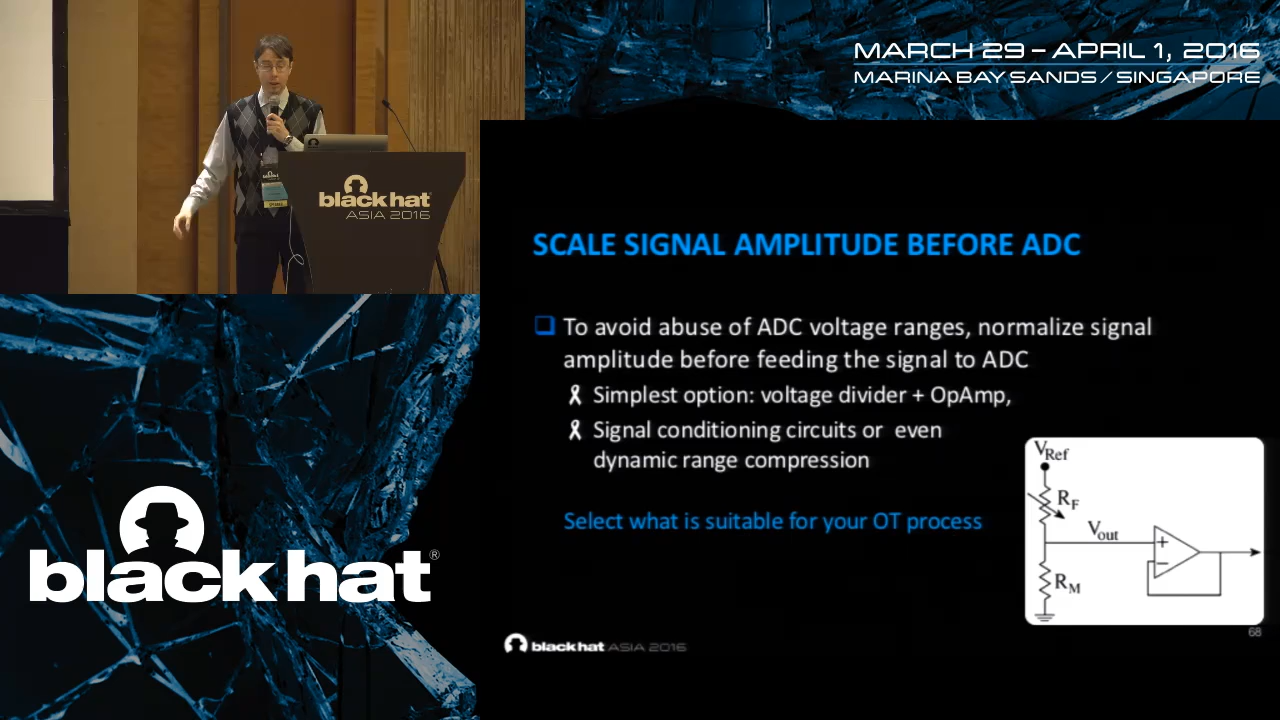 MARCH 29 – APRIL 1, 2016
MARINA BAY SANDS / SINGAPORE
black hat®
ASIA 2016
SCALE SIGNAL AMPLITUDE BEFORE ADC
To avoid abuse of ADC voltage ranges, normalize signal
amplitude before feeding the signal to ADC
Simplest option: voltage divider + OpAmp,
Signal conditioning circuits or even
dynamic range compression
Select what is suitable for your OT process
VRef
RF
Vout
+
−
RM
68
black hat ASIA 2016
black hat®